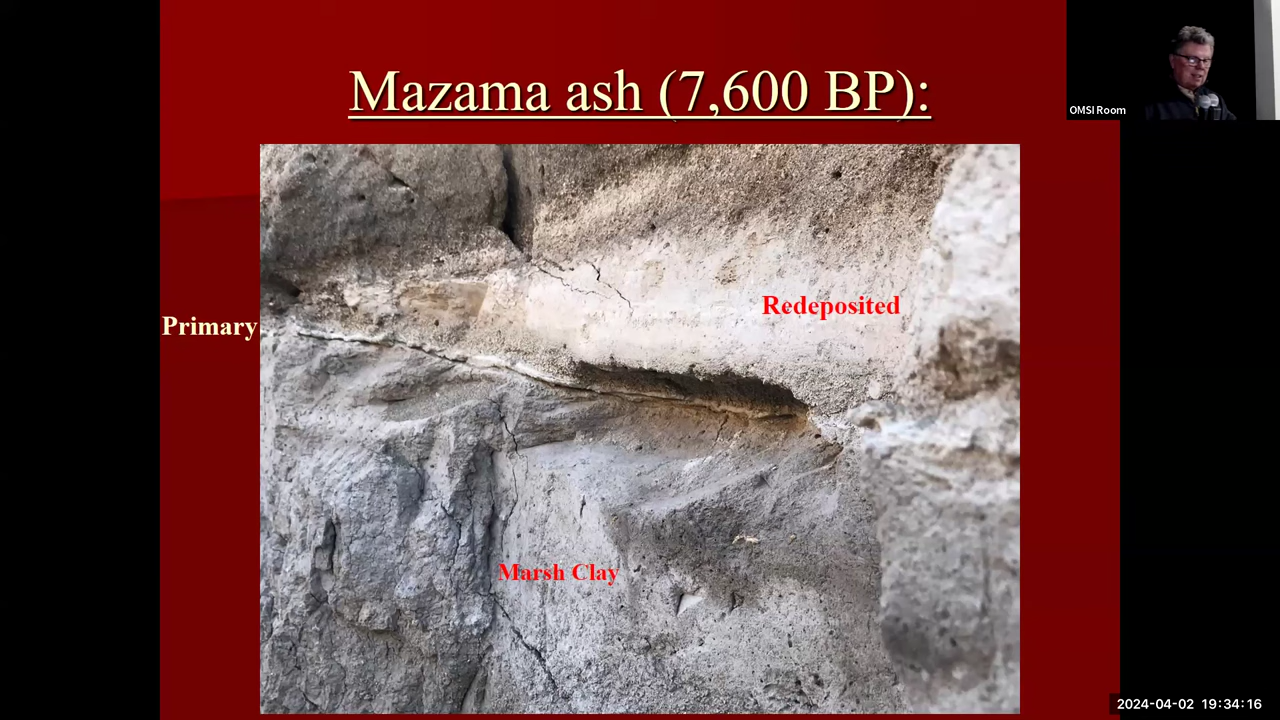 Mazama ash (7,600 BP):
OMSI Room
Redeposited
Primary
Marsh Clay
2024-04-02 19:34:16